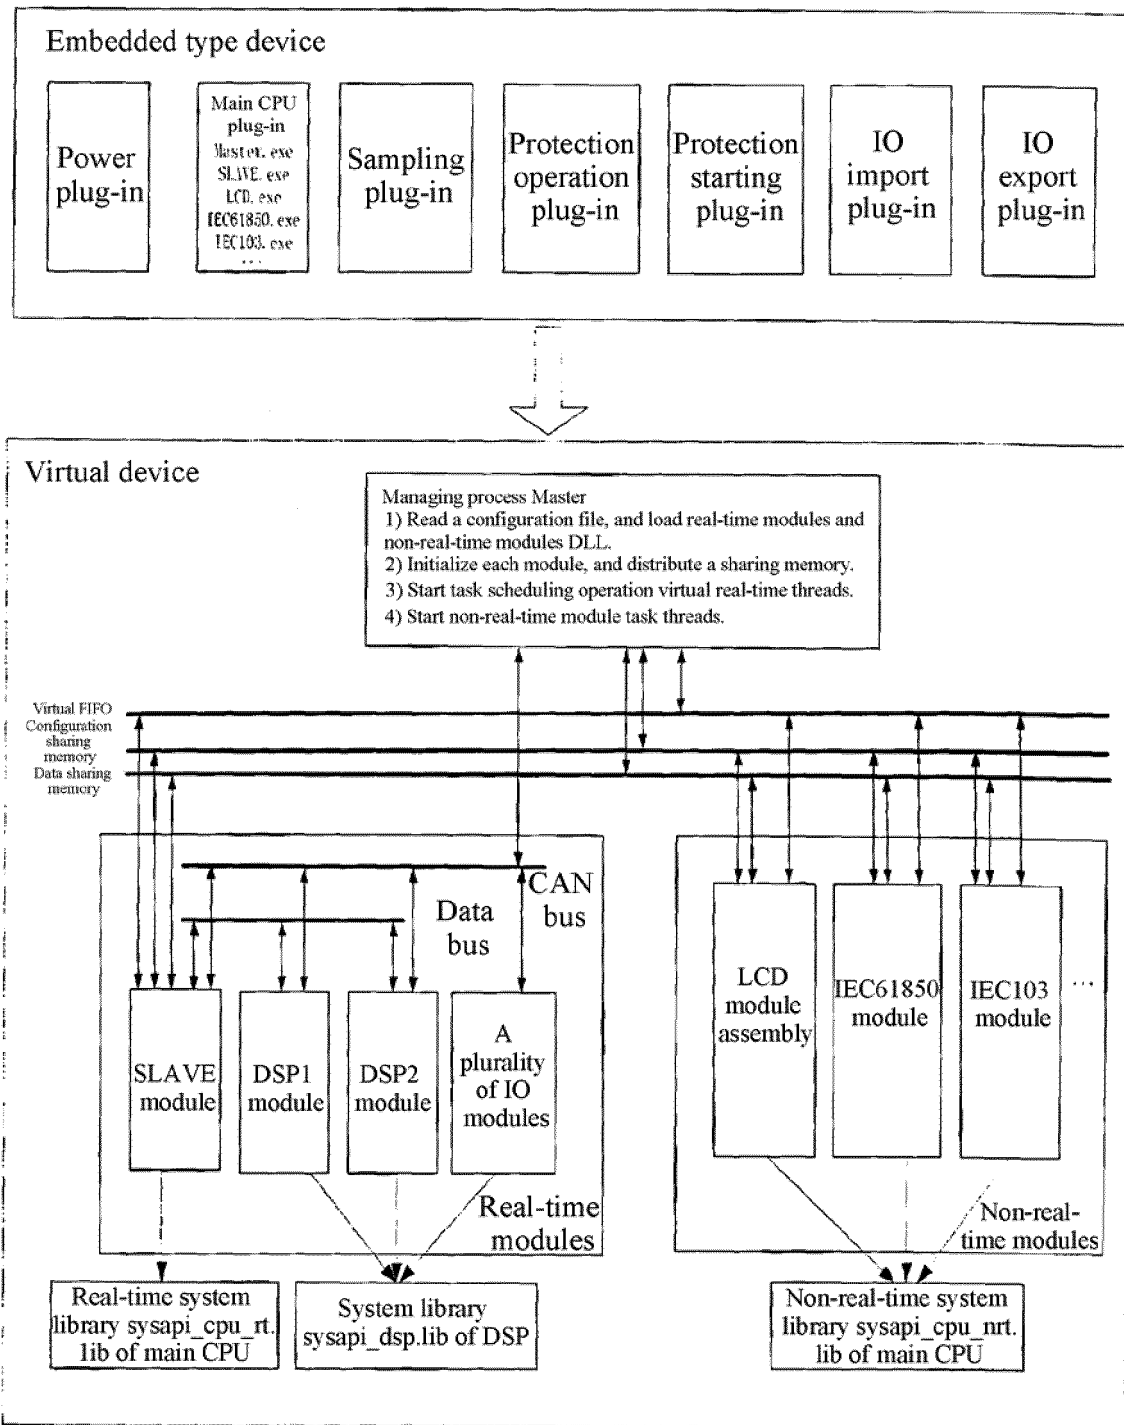 Embedded type device
Power
plug-in
Main CPU
plug-in
Master. exe
SLAVE. exe
LCD. exe
IEC61850. exe
IEC103. exe
...
Sampling
plug-in
Protection
operation
plug-in
Protection
starting
plug-in
IO
import
plug-in
IO
export
plug-in
Virtual device
Managing process Master
1) Read a configuration file, and load real-time modules and
non-real-time modules DLL.
2) Initialize each module, and distribute a sharing memory.
3) Start task scheduling operation virtual real-time threads.
4) Start non-real-time module task threads.
Virtual FIFO
Configuration
sharing
memory
Data sharing
memory
CAN
bus
Data
bus
SLAVE
module
DSP1
module
DSP2
module
A
plurality
of IO
modules
Real-time
modules
LCD
module
assembly
IEC61850
module
IEC103
module
...
Non-real-
time modules
Real-time system
library sysapi_cpu_rt.
lib of main CPU
System library
sysapi_dsp.lib of DSP
Non-real-time system
library sysapi_cpu_nrt.
lib of main CPU